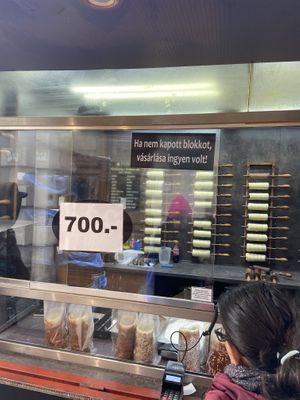 Ha nem kapott blokkot,
vásárlása ingyen volt!
700.-